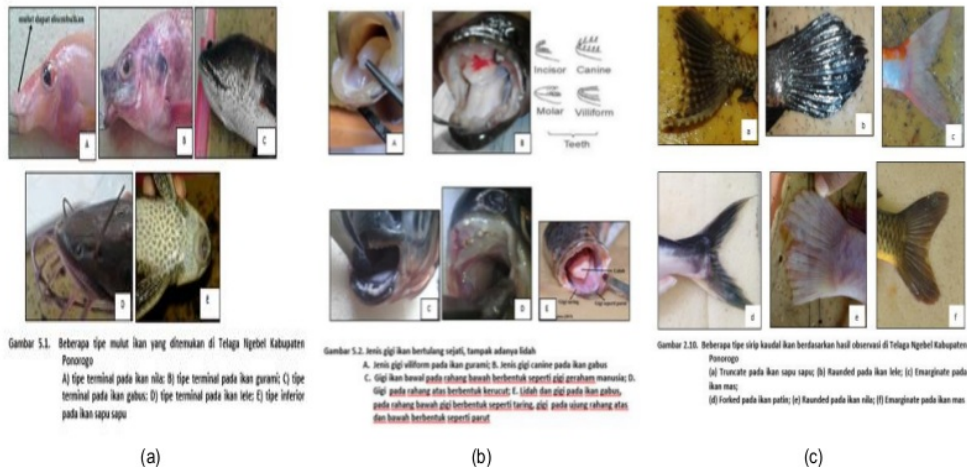 mulut dapat disembulkan
A
B
C
D
E
Gambar 5.1. Beberapa tipe mulut ikan yang ditemukan di Telaga Ngebel Kabupaten
Ponorogo
A) tipe terminal pada ikan nila: B) tipe terminal pada ikan gurami; C) tipe
terminal pada ikan gabus: D) tipe terminal pada ikan lele; E) tipe inferior
pada ikan sapu sapu
(a)
A
B
Incisor Canine
Molar Villiform
Teeth
C
D
E
Gambar 5.2. Jenis gigi ikan bertulang sejati, tampak adanya lidah
A. Jenis gigi viliform pada ikan gurami; B. Jenis gigi canine pada ikan gabus
C. Gigi ikan bawal pada rahang bawah berbentuk seperti gigi geraham manusia; D.
Gigi pada rahang atas berbentuk kerucut; E. Lidah dan gigi pada ikan gabus,
pada rahang bawah gigi berbentuk seperti taring, gigi pada ujung rahang atas
dan bawah berbentuk seperti parut
(b)
a
b
c
d
e
f
Gambar 2.10. Beberapa tipe sirip kaudal ikan berdasarkan hasil observasi di Telaga Ngebel Kabupaten
Ponorogo
(a) Truncate pada ikan sapu sapu; (b) Raunded pada ikan lele; (c) Emarginate pada
ikan mas;
(d) Forked pada ikan patin; (e) Raunded pada ikan nila; (f) Emarginate pada ikan mas
(c)